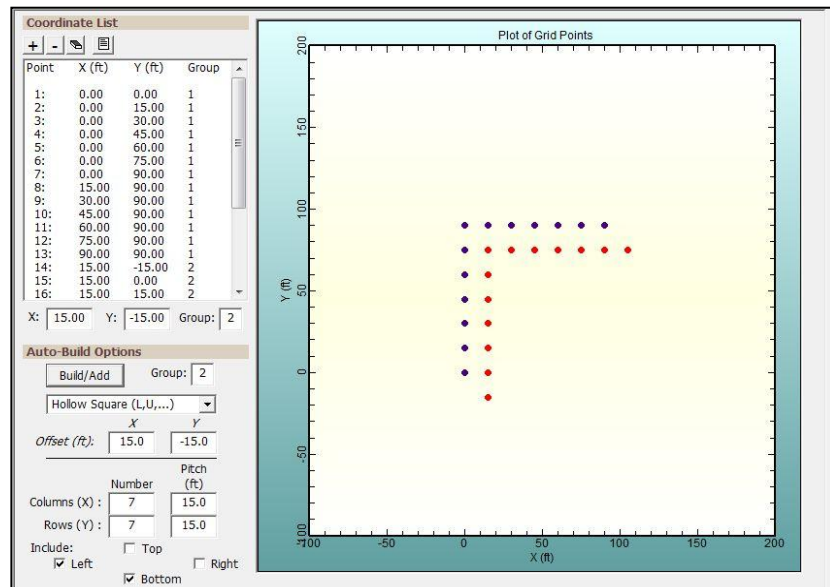 Coordinate List
+ -
Point X (ft) Y (ft) Group
1: 0.00 0.00 1
2: 0.00 15.00 1
3: 0.00 30.00 1
4: 0.00 45.00 1
5: 0.00 60.00 1
6: 0.00 75.00 1
7: 0.00 90.00 1
8: 15.00 90.00 1
9: 30.00 90.00 1
10: 45.00 90.00 1
11: 60.00 90.00 1
12: 75.00 90.00 1
13: 90.00 90.00 1
14: 15.00 -15.00 2
15: 15.00 0.00 2
16: 15.00 15.00 2
X: 15.00 Y: -15.00 Group: 2
Auto-Build Options
Build/Add Group: 2
Hollow Square (L,U,...)
X Y
Offset (ft): 15.0 -15.0
Pitch
Number (ft)
Columns (X) : 7 15.0
Rows (Y) : 7 15.0
Include: Top
Left Right
Bottom
Plot of Grid Points
200
150
100
50
0
-50
-100
Y (ft)
-100 -50 0 50 100 150 200
X (ft)